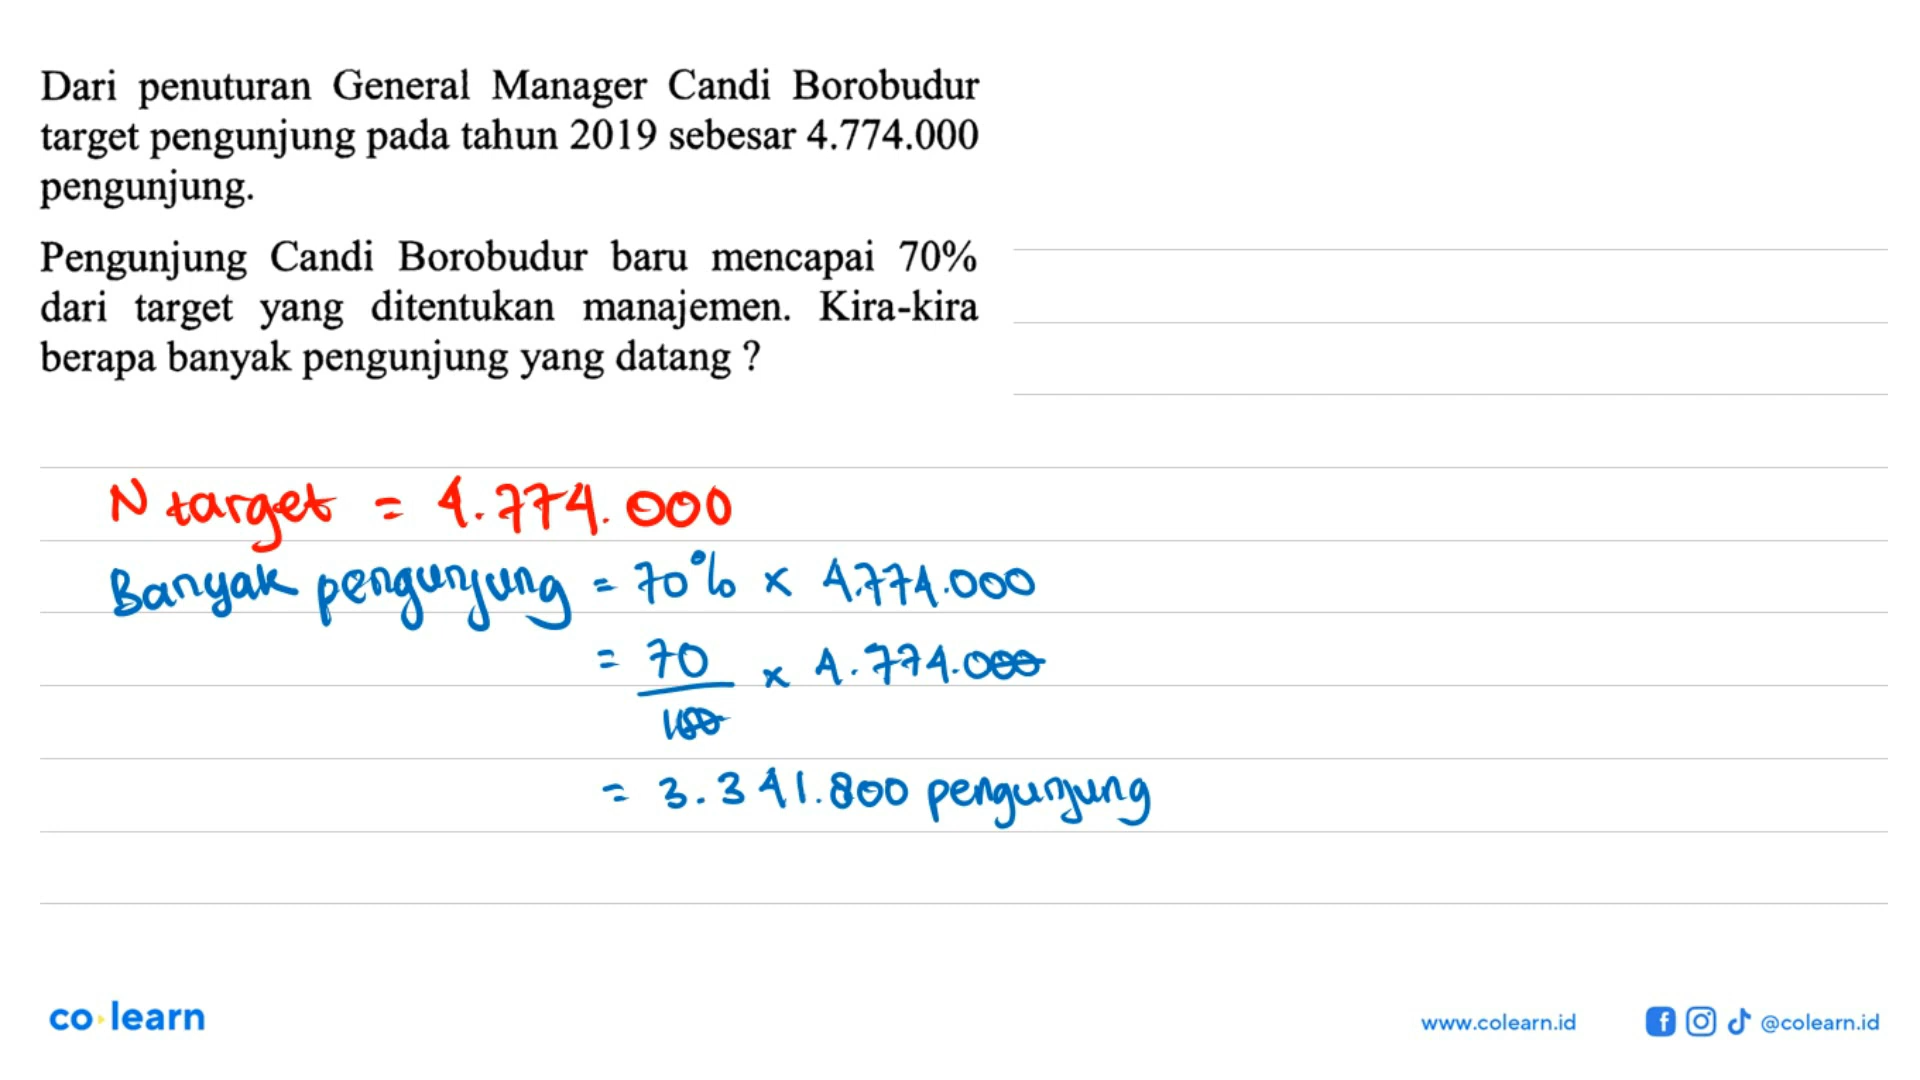 Dari penuturan General Manager Candi Borobudur
target pengunjung pada tahun 2019 sebesar 4.774.000
pengunjung.
Pengunjung Candi Borobudur baru mencapai 70%
dari target yang ditentukan manajemen. Kira-kira
berapa banyak pengunjung yang datang ?
N target = 4.774.000
Banyak pengunjung = 70% x 4.774.000
= 70/100 x 4.774.000
= 3.341.800 pengunjung
co learn
www.colearn.id
@colearn.id